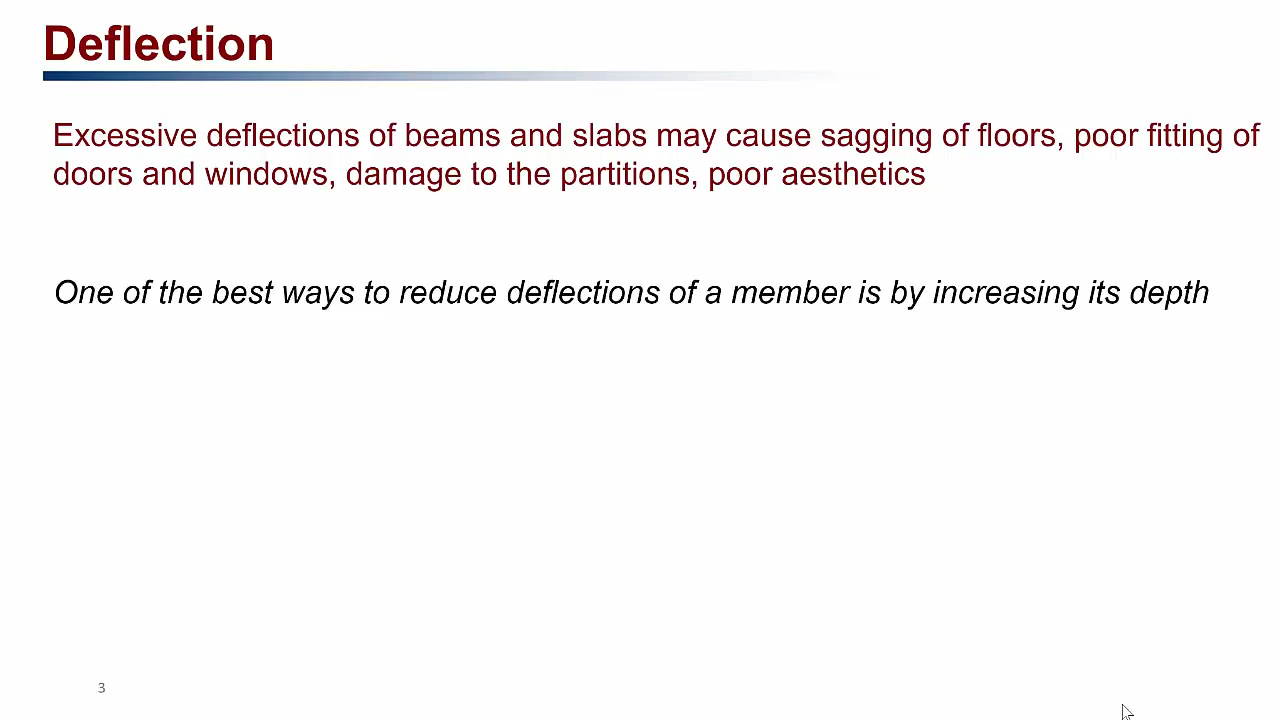 Deflection
Excessive deflections of beams and slabs may cause sagging of floors, poor fitting of
doors and windows, damage to the partitions, poor aesthetics
One of the best ways to reduce deflections of a member is by increasing its depth
3